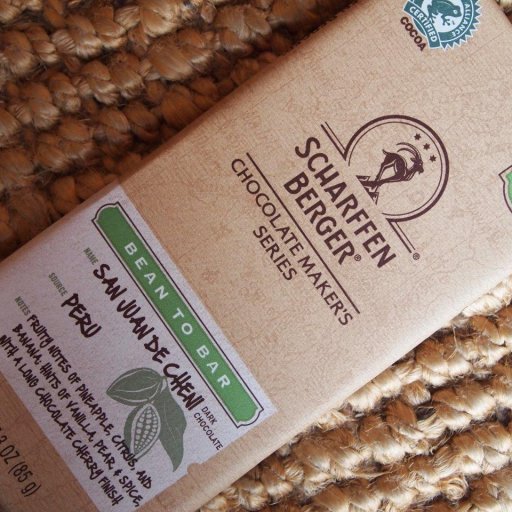 ALLIANCE
CERTIFIED
COCOA
SCHARFFEN
BERGER®
®
CHOCOLATE MAKER'S
SERIES
BEAN TO BAR
NAME SAN JUAN DE CHENI DARK
CHOCOLATE
SOURCE PERU
NOTES FRUITY NOTES OF PINEAPPLE, CITRUS, AND
BANANA; HINTS OF VANILLA, PEAR & SPICE,
WITH A LONG CHOCOLATE CHERRY FINISH
OZ (85 g)